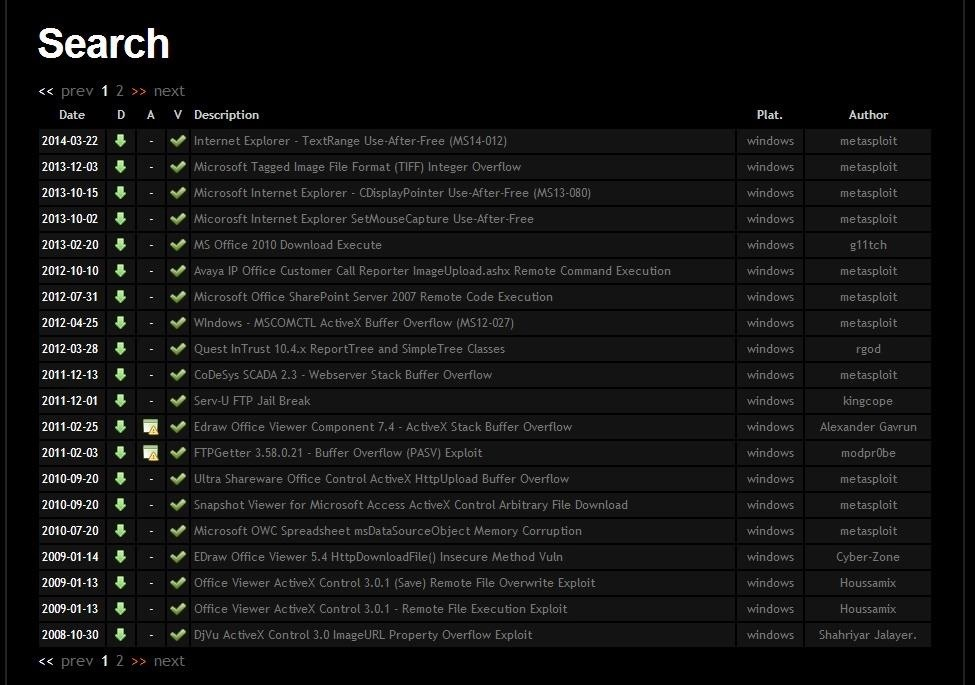 Search
<< prev 1 2 >> next
Date D A V Description Plat. Author
2014-03-22 - Internet Explorer - TextRange Use-After-Free (MS14-012) windows metasploit
2013-12-03 - Microsoft Tagged Image File Format (TIFF) Integer Overflow windows metasploit
2013-10-15 - Microsoft Internet Explorer - CDisplayPointer Use-After-Free (MS13-080) windows metasploit
2013-10-02 - Micorosft Internet Explorer SetMouseCapture Use-After-Free windows metasploit
2013-02-20 - MS Office 2010 Download Execute windows g11tch
2012-10-10 - Avaya IP Office Customer Call Reporter ImageUpload.ashx Remote Command Execution windows metasploit
2012-07-31 - Microsoft Office SharePoint Server 2007 Remote Code Execution windows metasploit
2012-04-25 - WIndows - MSCOMCTL ActiveX Buffer Overflow (MS12-027) windows metasploit
2012-03-28 - Quest InTrust 10.4.x ReportTree and SimpleTree Classes windows rgod
2011-12-13 - CoDeSys SCADA 2.3 - Webserver Stack Buffer Overflow windows metasploit
2011-12-01 - Serv-U FTP Jail Break windows kingcope
2011-02-25 Edraw Office Viewer Component 7.4 - ActiveX Stack Buffer Overflow windows Alexander Gavrun
2011-02-03 FTPGetter 3.58.0.21 - Buffer Overflow (PASV) Exploit windows modpr0be
2010-09-20 - Ultra Shareware Office Control ActiveX HttpUpload Buffer Overflow windows metasploit
2010-09-20 - Snapshot Viewer for Microsoft Access ActiveX Control Arbitrary File Download windows metasploit
2010-07-20 - Microsoft OWC Spreadsheet msDataSourceObject Memory Corruption windows metasploit
2009-01-14 - EDraw Office Viewer 5.4 HttpDownloadFile() Insecure Method Vuln windows Cyber-Zone
2009-01-13 - Office Viewer ActiveX Control 3.0.1 (Save) Remote File Overwrite Exploit windows Houssamix
2009-01-13 - Office Viewer ActiveX Control 3.0.1 - Remote File Execution Exploit windows Houssamix
2008-10-30 - DjVu ActiveX Control 3.0 ImageURL Property Overflow Exploit windows Shahriyar Jalayer.
<< prev 1 2 >> next